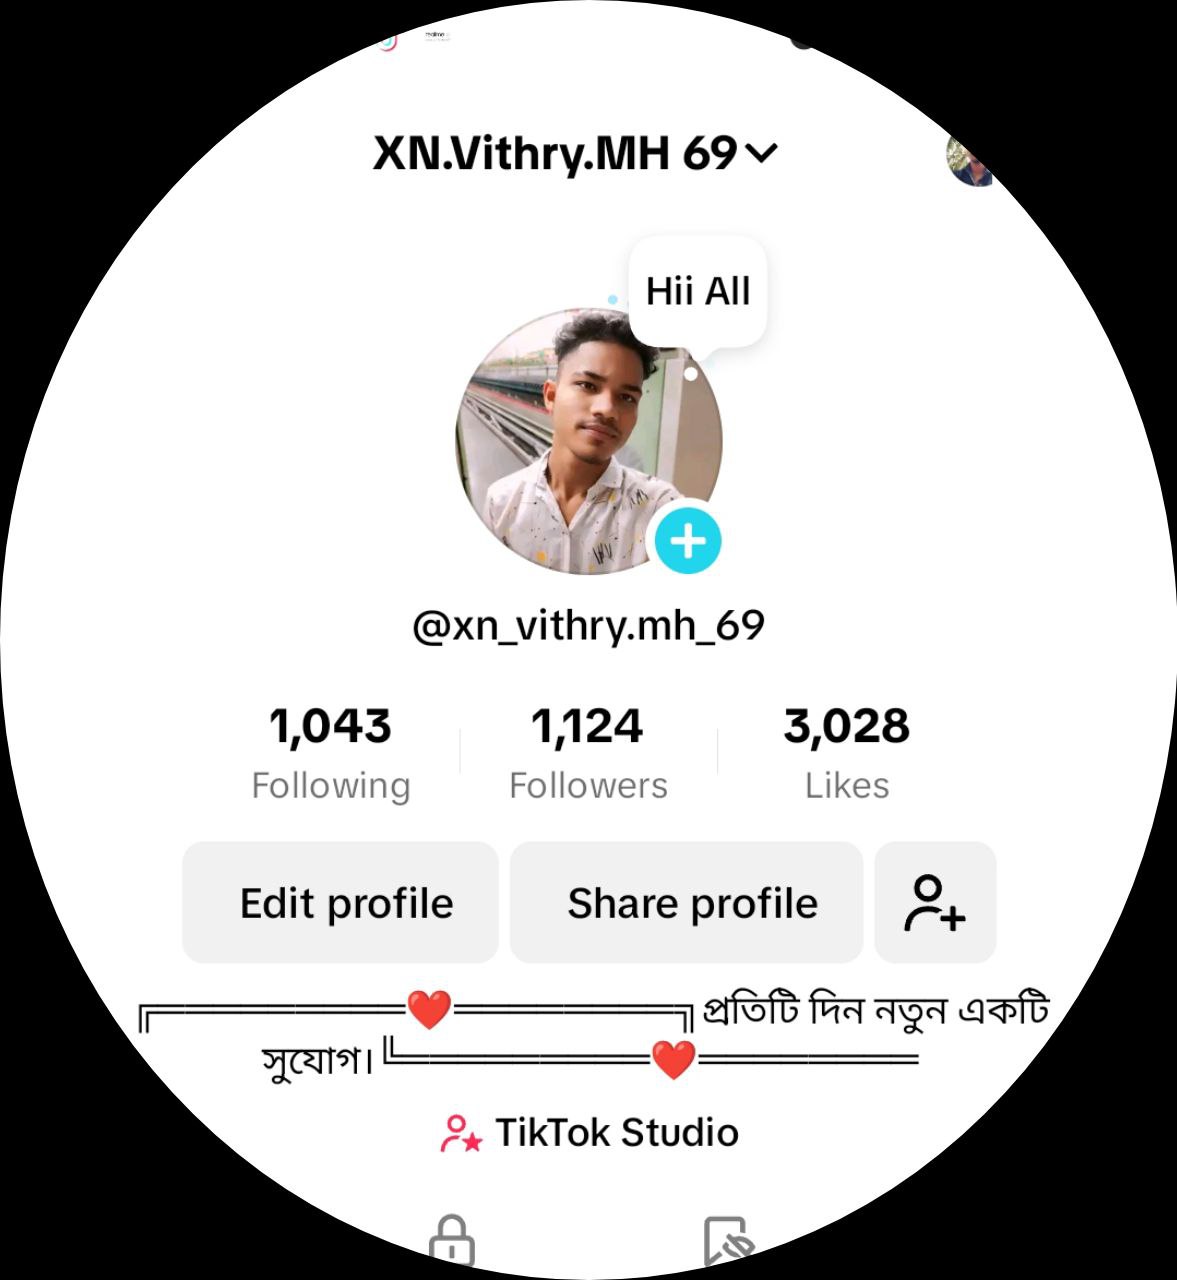 realme
XN.Vithry.MH 69
Hii All
@xn_vithry.mh_69
1,043 1,124 3,028
Following Followers Likes
Edit profile Share profile
╔════════❤️════════╗ প্রতিটি দিন নতুন একটি
সুযোগ। ╚══════════❤️════════
TikTok Studio